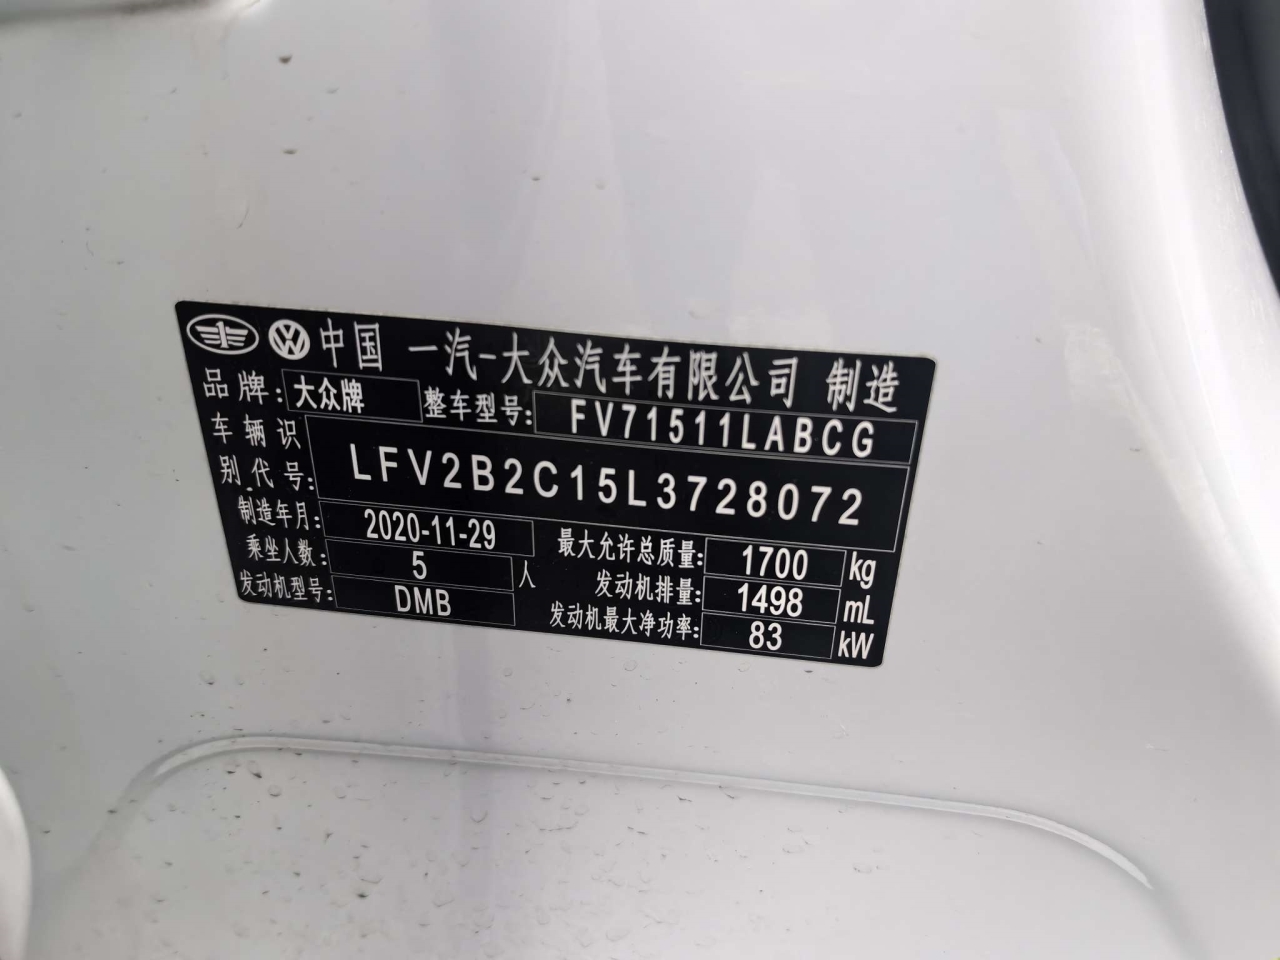 中国 一汽-大众汽车有限公司 制造
品牌: 大众牌 整车型号: FV71511LABCG
车辆识别代号: LFV2B2C15L3728072
制造年月: 2020-11-29 最大允许总质量: 1700 kg
乘坐人数: 5 人 发动机排量: 1498 mL
发动机型号: DMB 发动机最大净功率: 83 kW